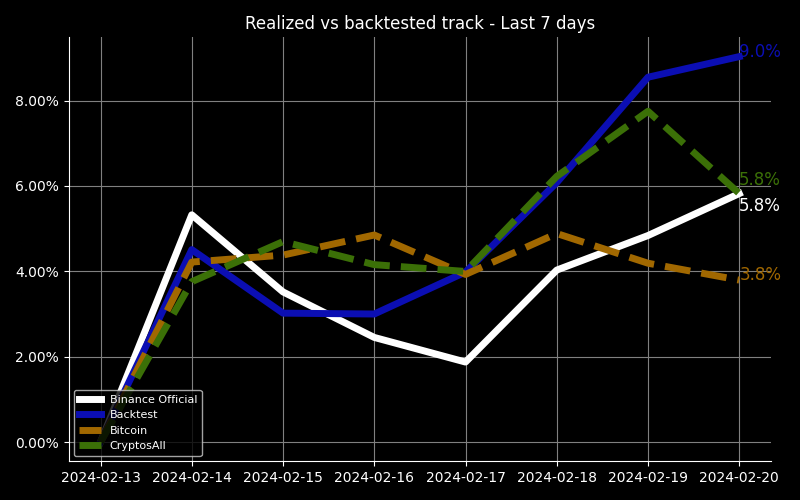 Realized vs backtested track - Last 7 days
9.0%
8.00%
6.00%
5.8%
5.8%
4.00%
3.8%
2.00%
0.00%
Binance Official
Backtest
Bitcoin
CryptosAll
2024-02-13 2024-02-14 2024-02-15 2024-02-16 2024-02-17 2024-02-18 2024-02-19 2024-02-20